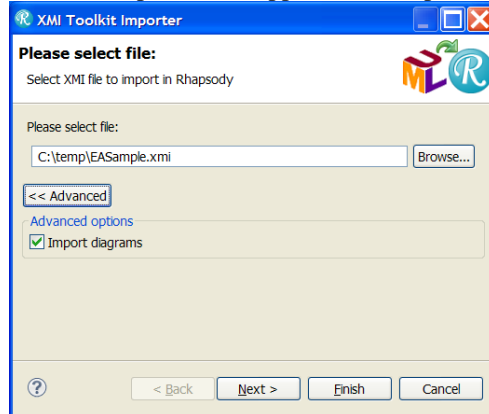 XMI Toolkit Importer
Please select file:
Select XMI file to import in Rhapsody
Please select file:
C:\temp\EASample.xmi
Browse...
<< Advanced
Advanced options
Import diagrams
< Back Next > Finish Cancel